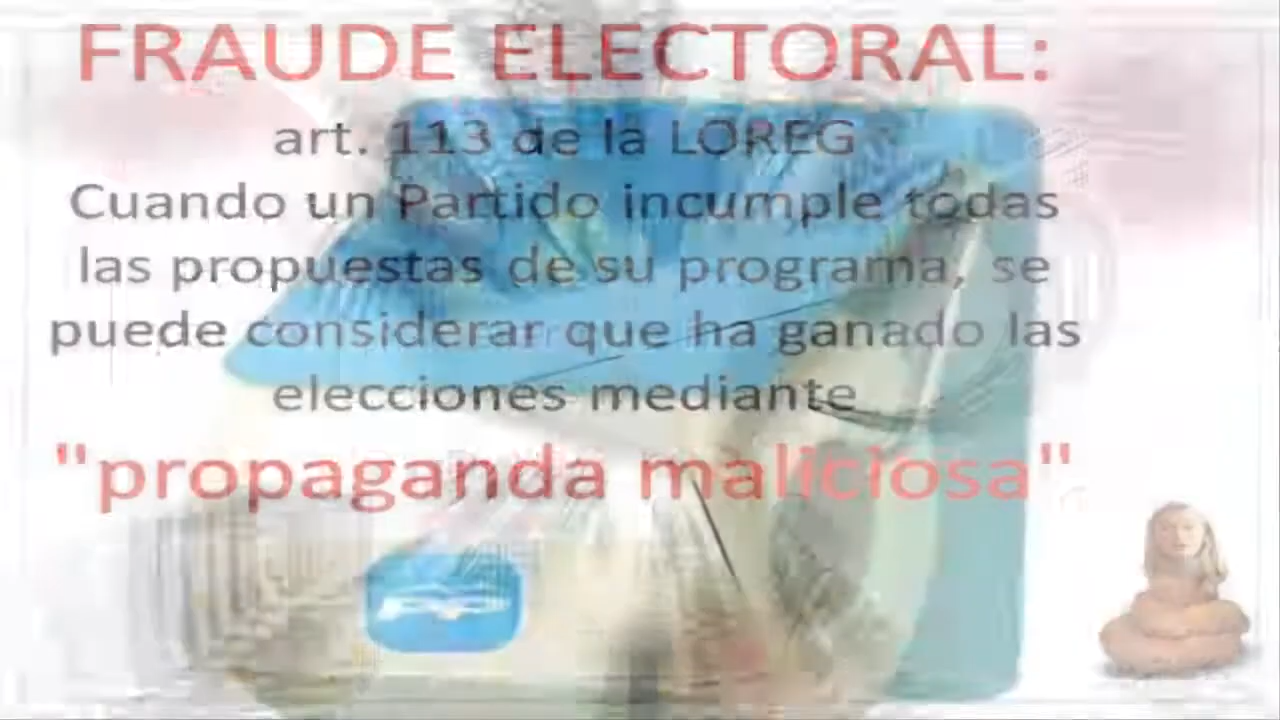 FRAUDE ELECTORAL:
art. 113 de la LOREG
Cuando un Partido incumple todas
las propuestas de su programa, se
puede considerar que ha ganado las
elecciones mediante
"propaganda maliciosa"